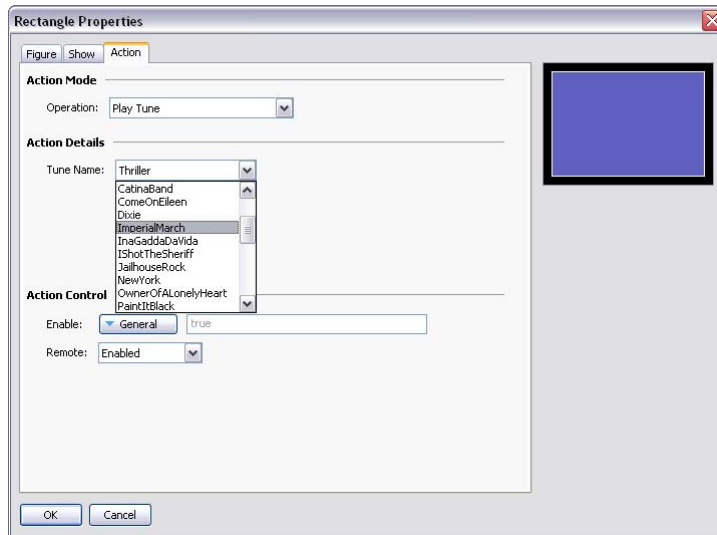 Rectangle Properties
Figure Show Action
Action Mode
Operation: Play Tune
Action Details
Tune Name: Thriller
CatinaBand
ComeOnEileen
Dixie
ImperialMarch
InaGaddaDaVida
IShotTheSheriff
JailhouseRock
NewYork
OwnerOfALonelyHeart
PaintItBlack
Action Control
Enable: General true
Remote: Enabled
OK Cancel